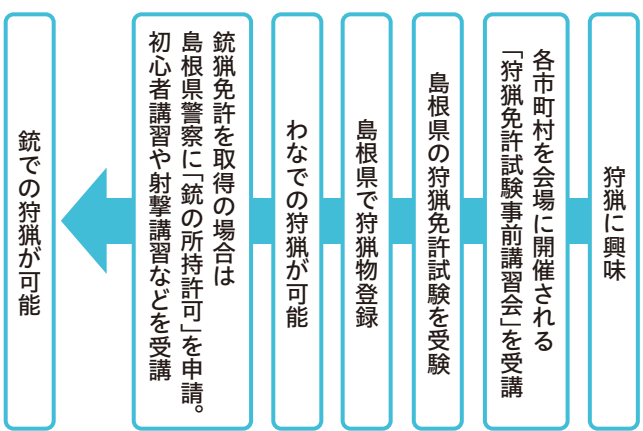 狩猟に興味
各市町村を会場に開催される
「狩猟免許試験事前講習会」を受講
島根県の狩猟免許試験を受験
島根県で狩猟物登録
わなでの狩猟が可能
銃猟免許を取得の場合は
島根県警察に「銃の所持許可」を申請。
初心者講習や射撃講習などを受講
銃での狩猟が可能